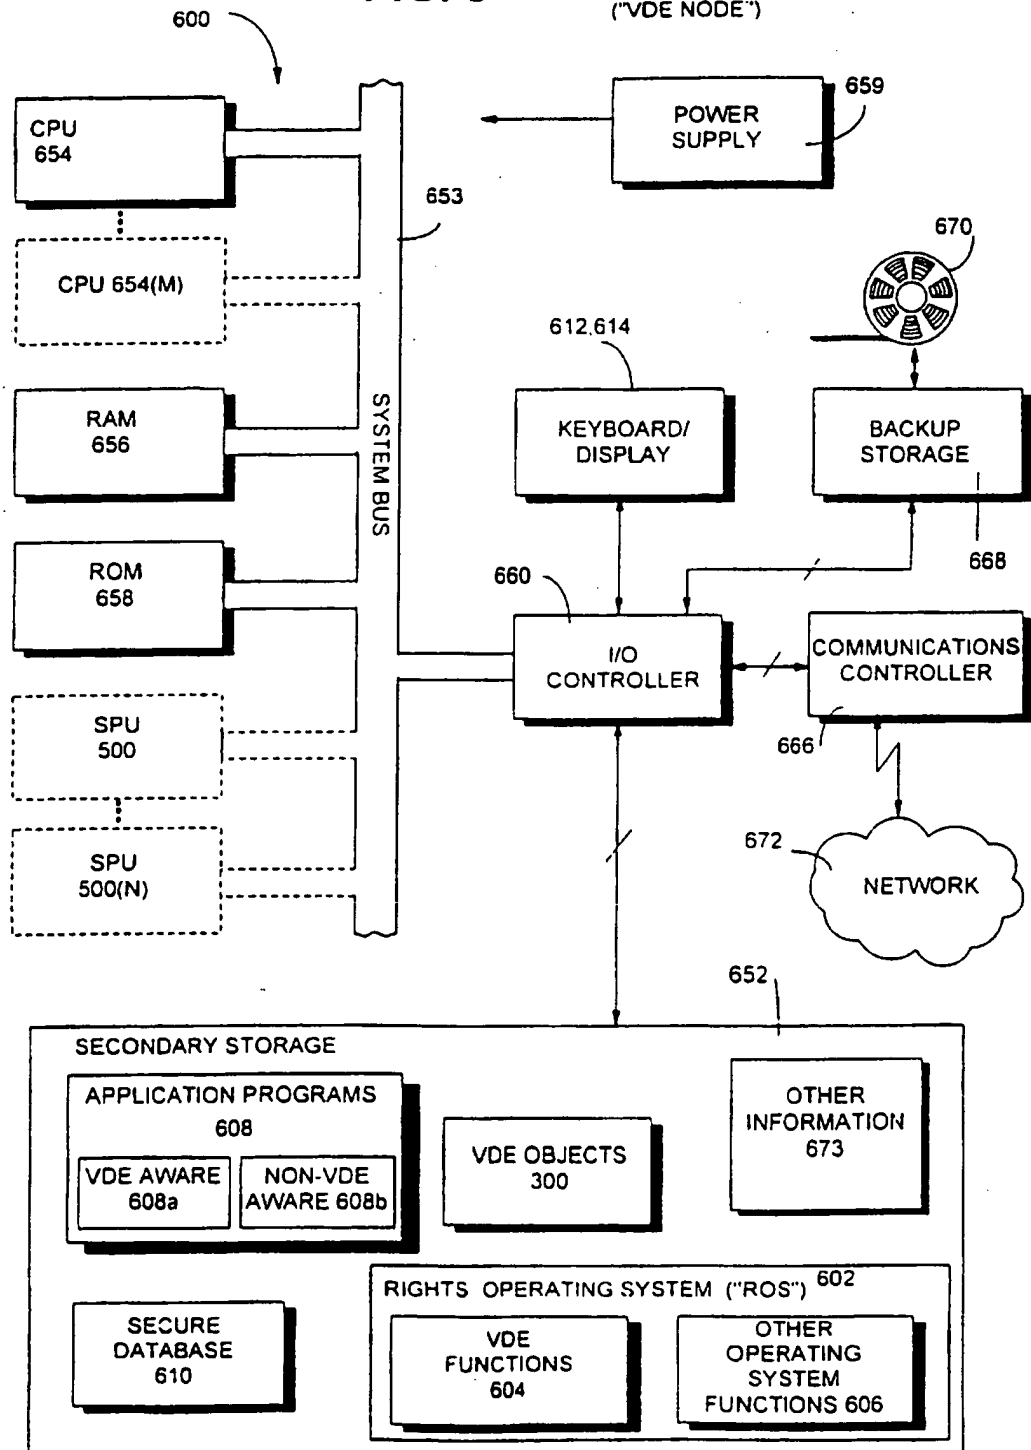 ("VDE NODE")
600
CPU
654
POWER
SUPPLY
659
653
CPU 654(M)
670
612,614
RAM
656
SYSTEM BUS
KEYBOARD/
DISPLAY
BACKUP
STORAGE
668
ROM
658
660
I/O
CONTROLLER
COMMUNICATIONS
CONTROLLER
666
SPU
500
SPU
500(N)
672
NETWORK
652
SECONDARY STORAGE
APPLICATION PROGRAMS
608
VDE AWARE
608a
NON-VDE
AWARE 608b
VDE OBJECTS
300
OTHER
INFORMATION
673
SECURE
DATABASE
610
RIGHTS OPERATING SYSTEM ("ROS") 602
VDE
FUNCTIONS
604
OTHER
OPERATING
SYSTEM
FUNCTIONS 606